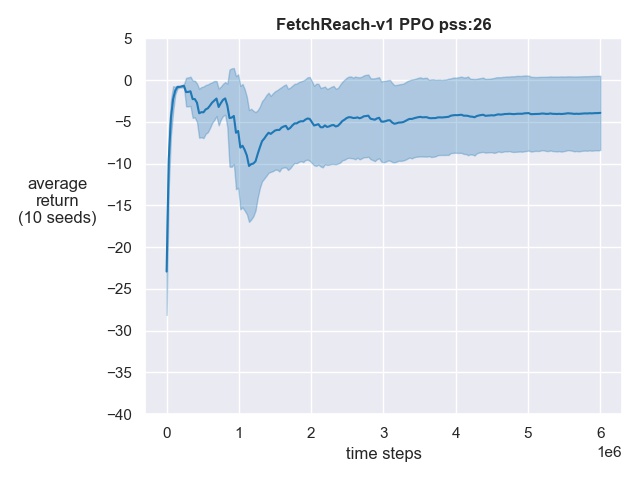 FetchReach-v1 PPO pss:26
5
0
−5
−10
−15
−20
−25
−30
−35
−40
average
return
(10 seeds)
0 1 2 3 4 5 6
1e6
time steps